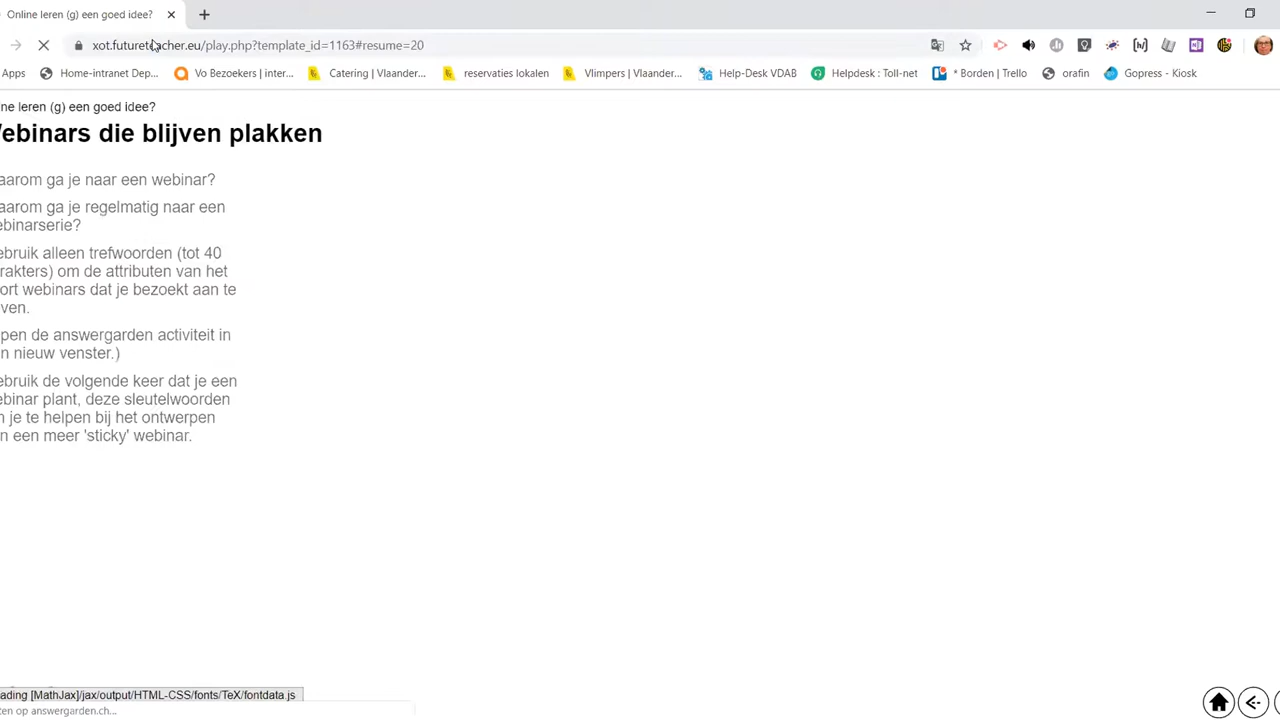 Online leren (g) een goed idee?
xot.futureteacher.eu/play.php?template_id=1163#resume=20
Apps Home-intranet Dep... Vo Bezoekers | inter... Catering | Vlaander... reservaties lokalen Vlimpers | Vlaander... Help-Desk VDAB Helpdesk : Toll-net * Borden | Trello orafin Gopress - Kiosk
ne leren (g) een goed idee?
ebinars die blijven plakken
aarom ga je naar een webinar?
aarom ga je regelmatig naar een
ebinarserie?
ebruik alleen trefwoorden (tot 40
rakters) om de attributen van het
ort webinars dat je bezoekt aan te
ven.
pen de answergarden activiteit in
n nieuw venster.)
ebruik de volgende keer dat je een
ebinar plant, deze sleutelwoorden
n je te helpen bij het ontwerpen
n een meer 'sticky' webinar.
ading [MathJax]/jax/output/HTML-CSS/fonts/TeX/fontdata.js
ten op answergarden.ch...